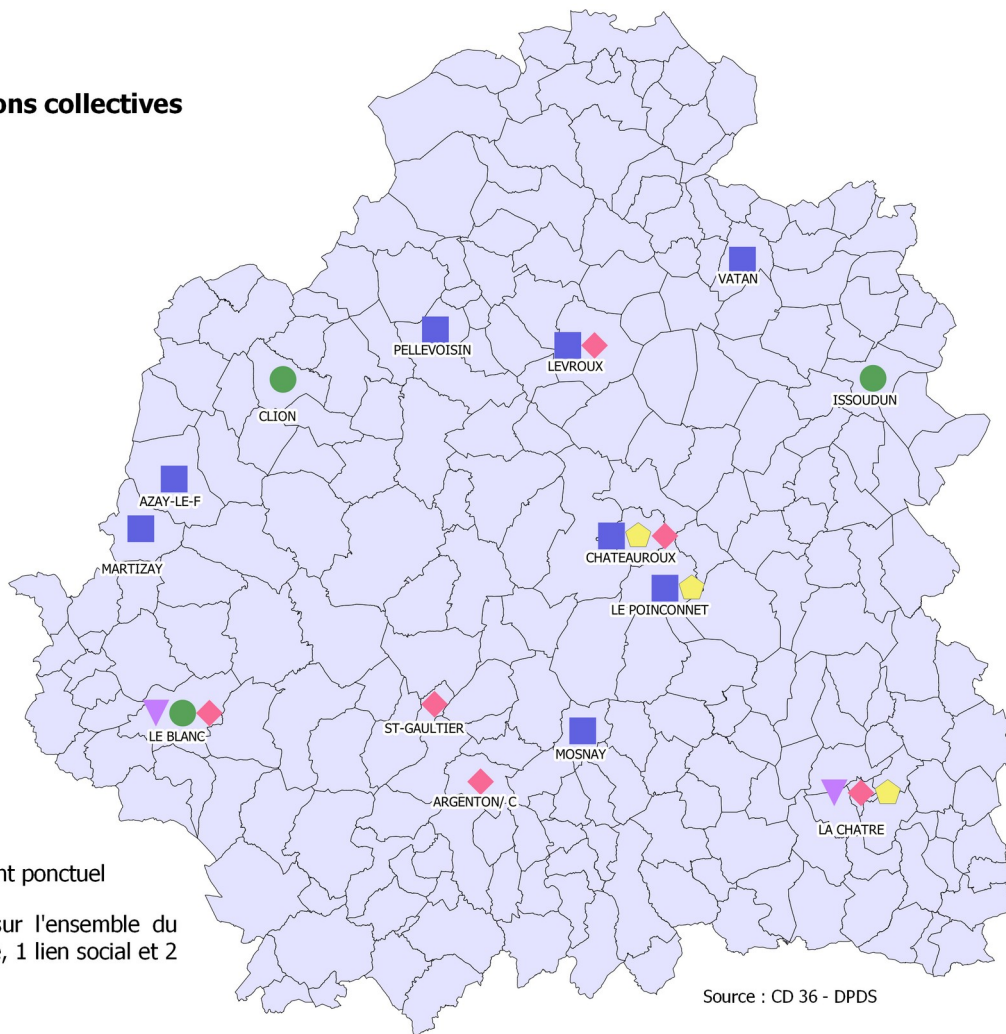 ons collectives
VATAN
PELLEVOISIN
LEVROUX
ISSOUDUN
CLION
AZAY-LE-F
MARTIZAY
CHATEAUROUX
LE POINCONNET
LE BLANC
ST-GAULTIER
MOSNAY
ARGENTON/ C
LA CHATRE
nt ponctuel
sur l'ensemble du
e, 1 lien social et 2
Source : CD 36 - DPDS